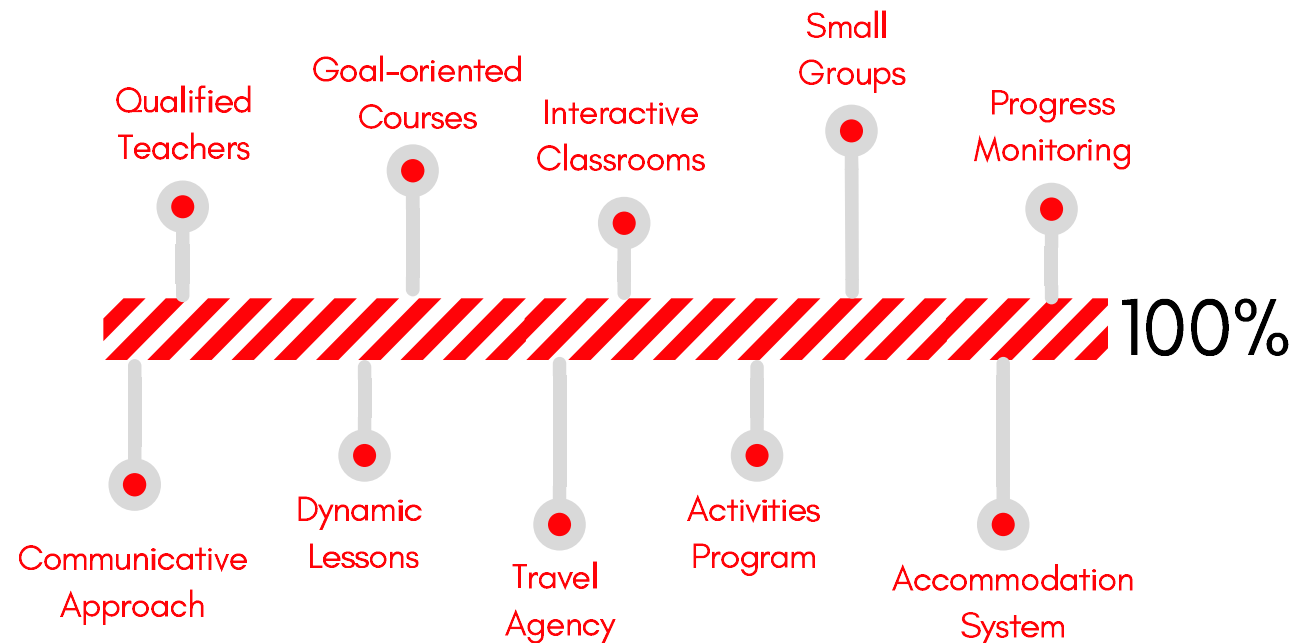 Qualified
Teachers
Goal-oriented
Courses
Interactive
Classrooms
Small
Groups
Progress
Monitoring
100%
Communicative
Approach
Dynamic
Lessons
Travel
Agency
Activities
Program
Accommodation
System